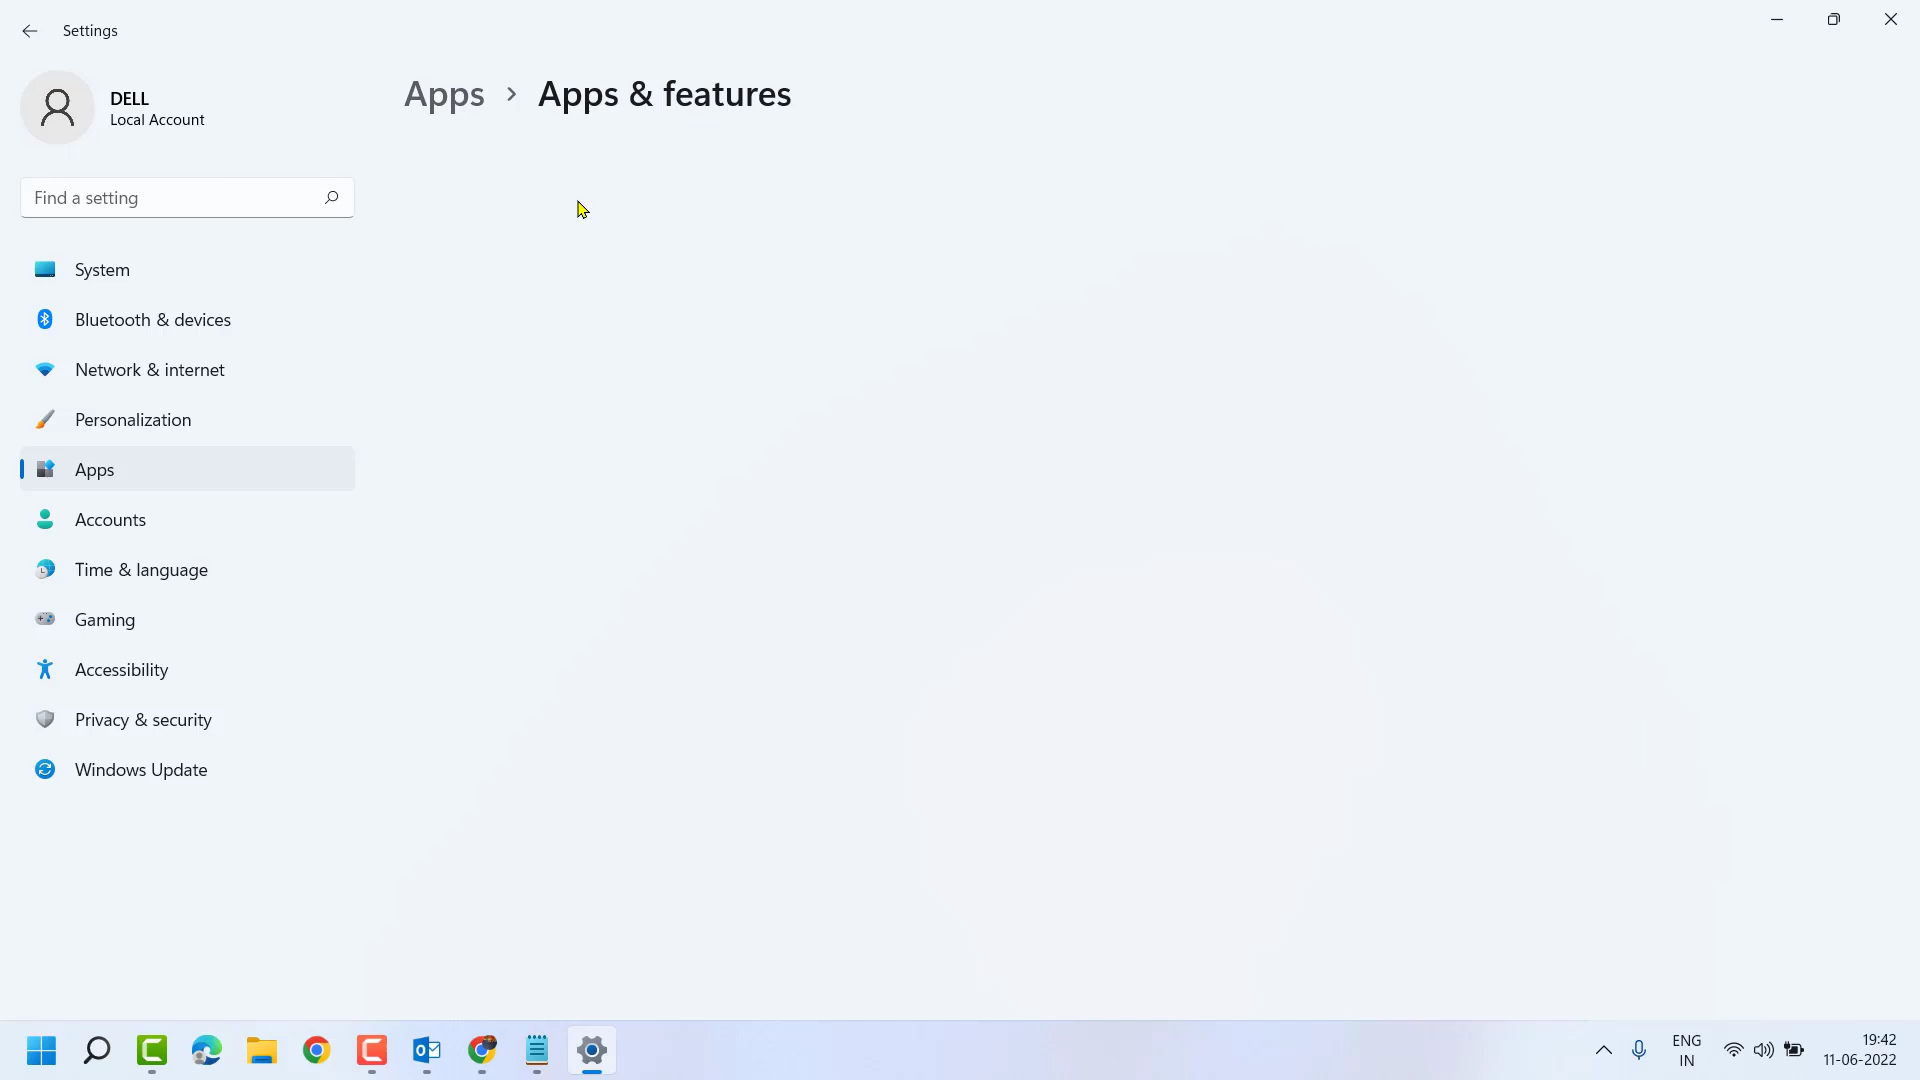 Settings
DELL
Local Account
Apps > Apps & features
Find a setting
System
Bluetooth & devices
Network & internet
Personalization
Apps
Accounts
Time & language
Gaming
Accessibility
Privacy & security
Windows Update
ENG
IN
19:42
11-06-2022